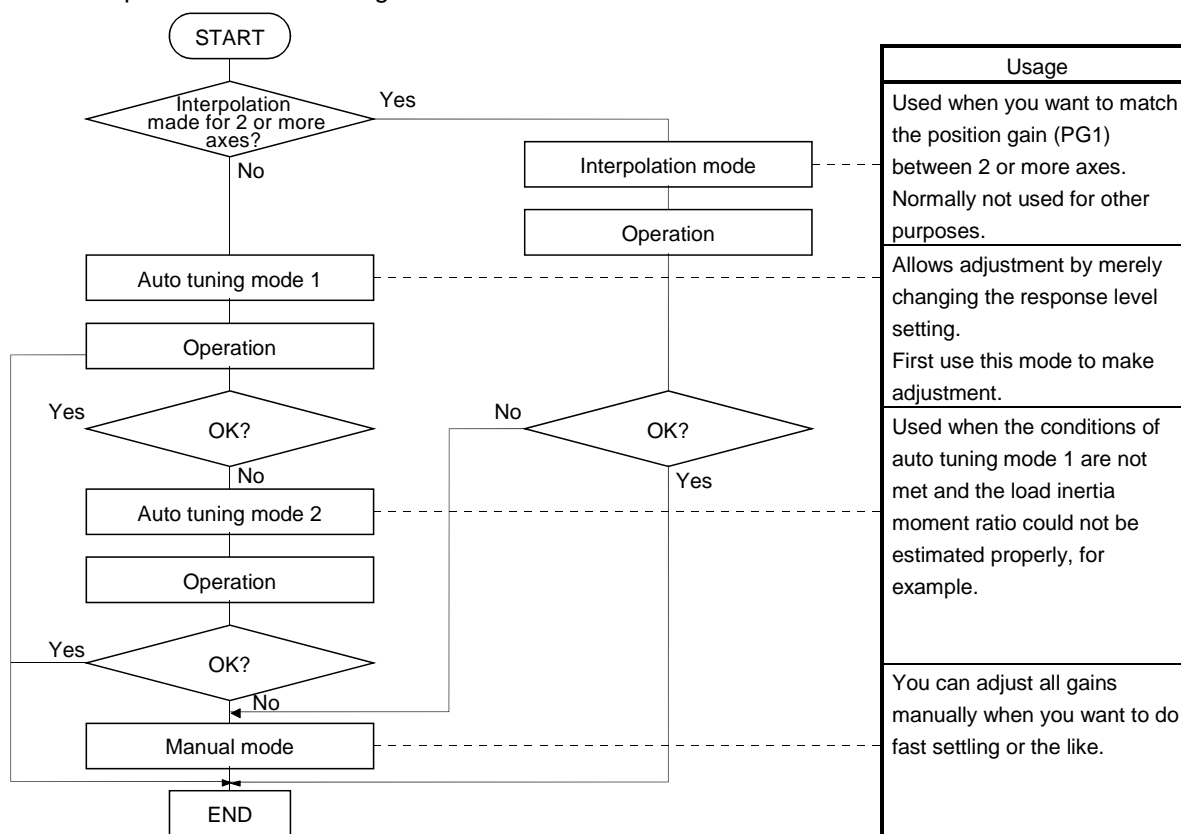 START
Interpolation
made for 2 or more
axes?
Yes
No
Interpolation mode
Operation
Auto tuning mode 1
Operation
Yes
OK?
No
No
OK?
Yes
Auto tuning mode 2
Operation
Yes
OK?
No
Manual mode
END
Usage
Used when you want to match
the position gain (PG1)
between 2 or more axes.
Normally not used for other
purposes.
Allows adjustment by merely
changing the response level
setting.
First use this mode to make
adjustment.
Used when the conditions of
auto tuning mode 1 are not
met and the load inertia
moment ratio could not be
estimated properly, for
example.
You can adjust all gains
manually when you want to do
fast settling or the like.